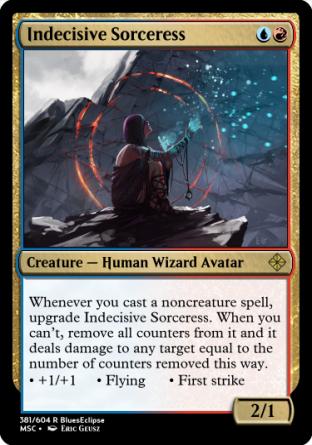 Indecisive Sorceress
Creature — Human Wizard Avatar
Whenever you cast a noncreature spell,
upgrade Indecisive Sorceress. When you
can't, remove all counters from it and it
deals damage to any target equal to the
number of counters removed this way.
• +1/+1 • Flying • First strike
2/1
381/604 R BluesEclipse
MSC • Eric Geusz